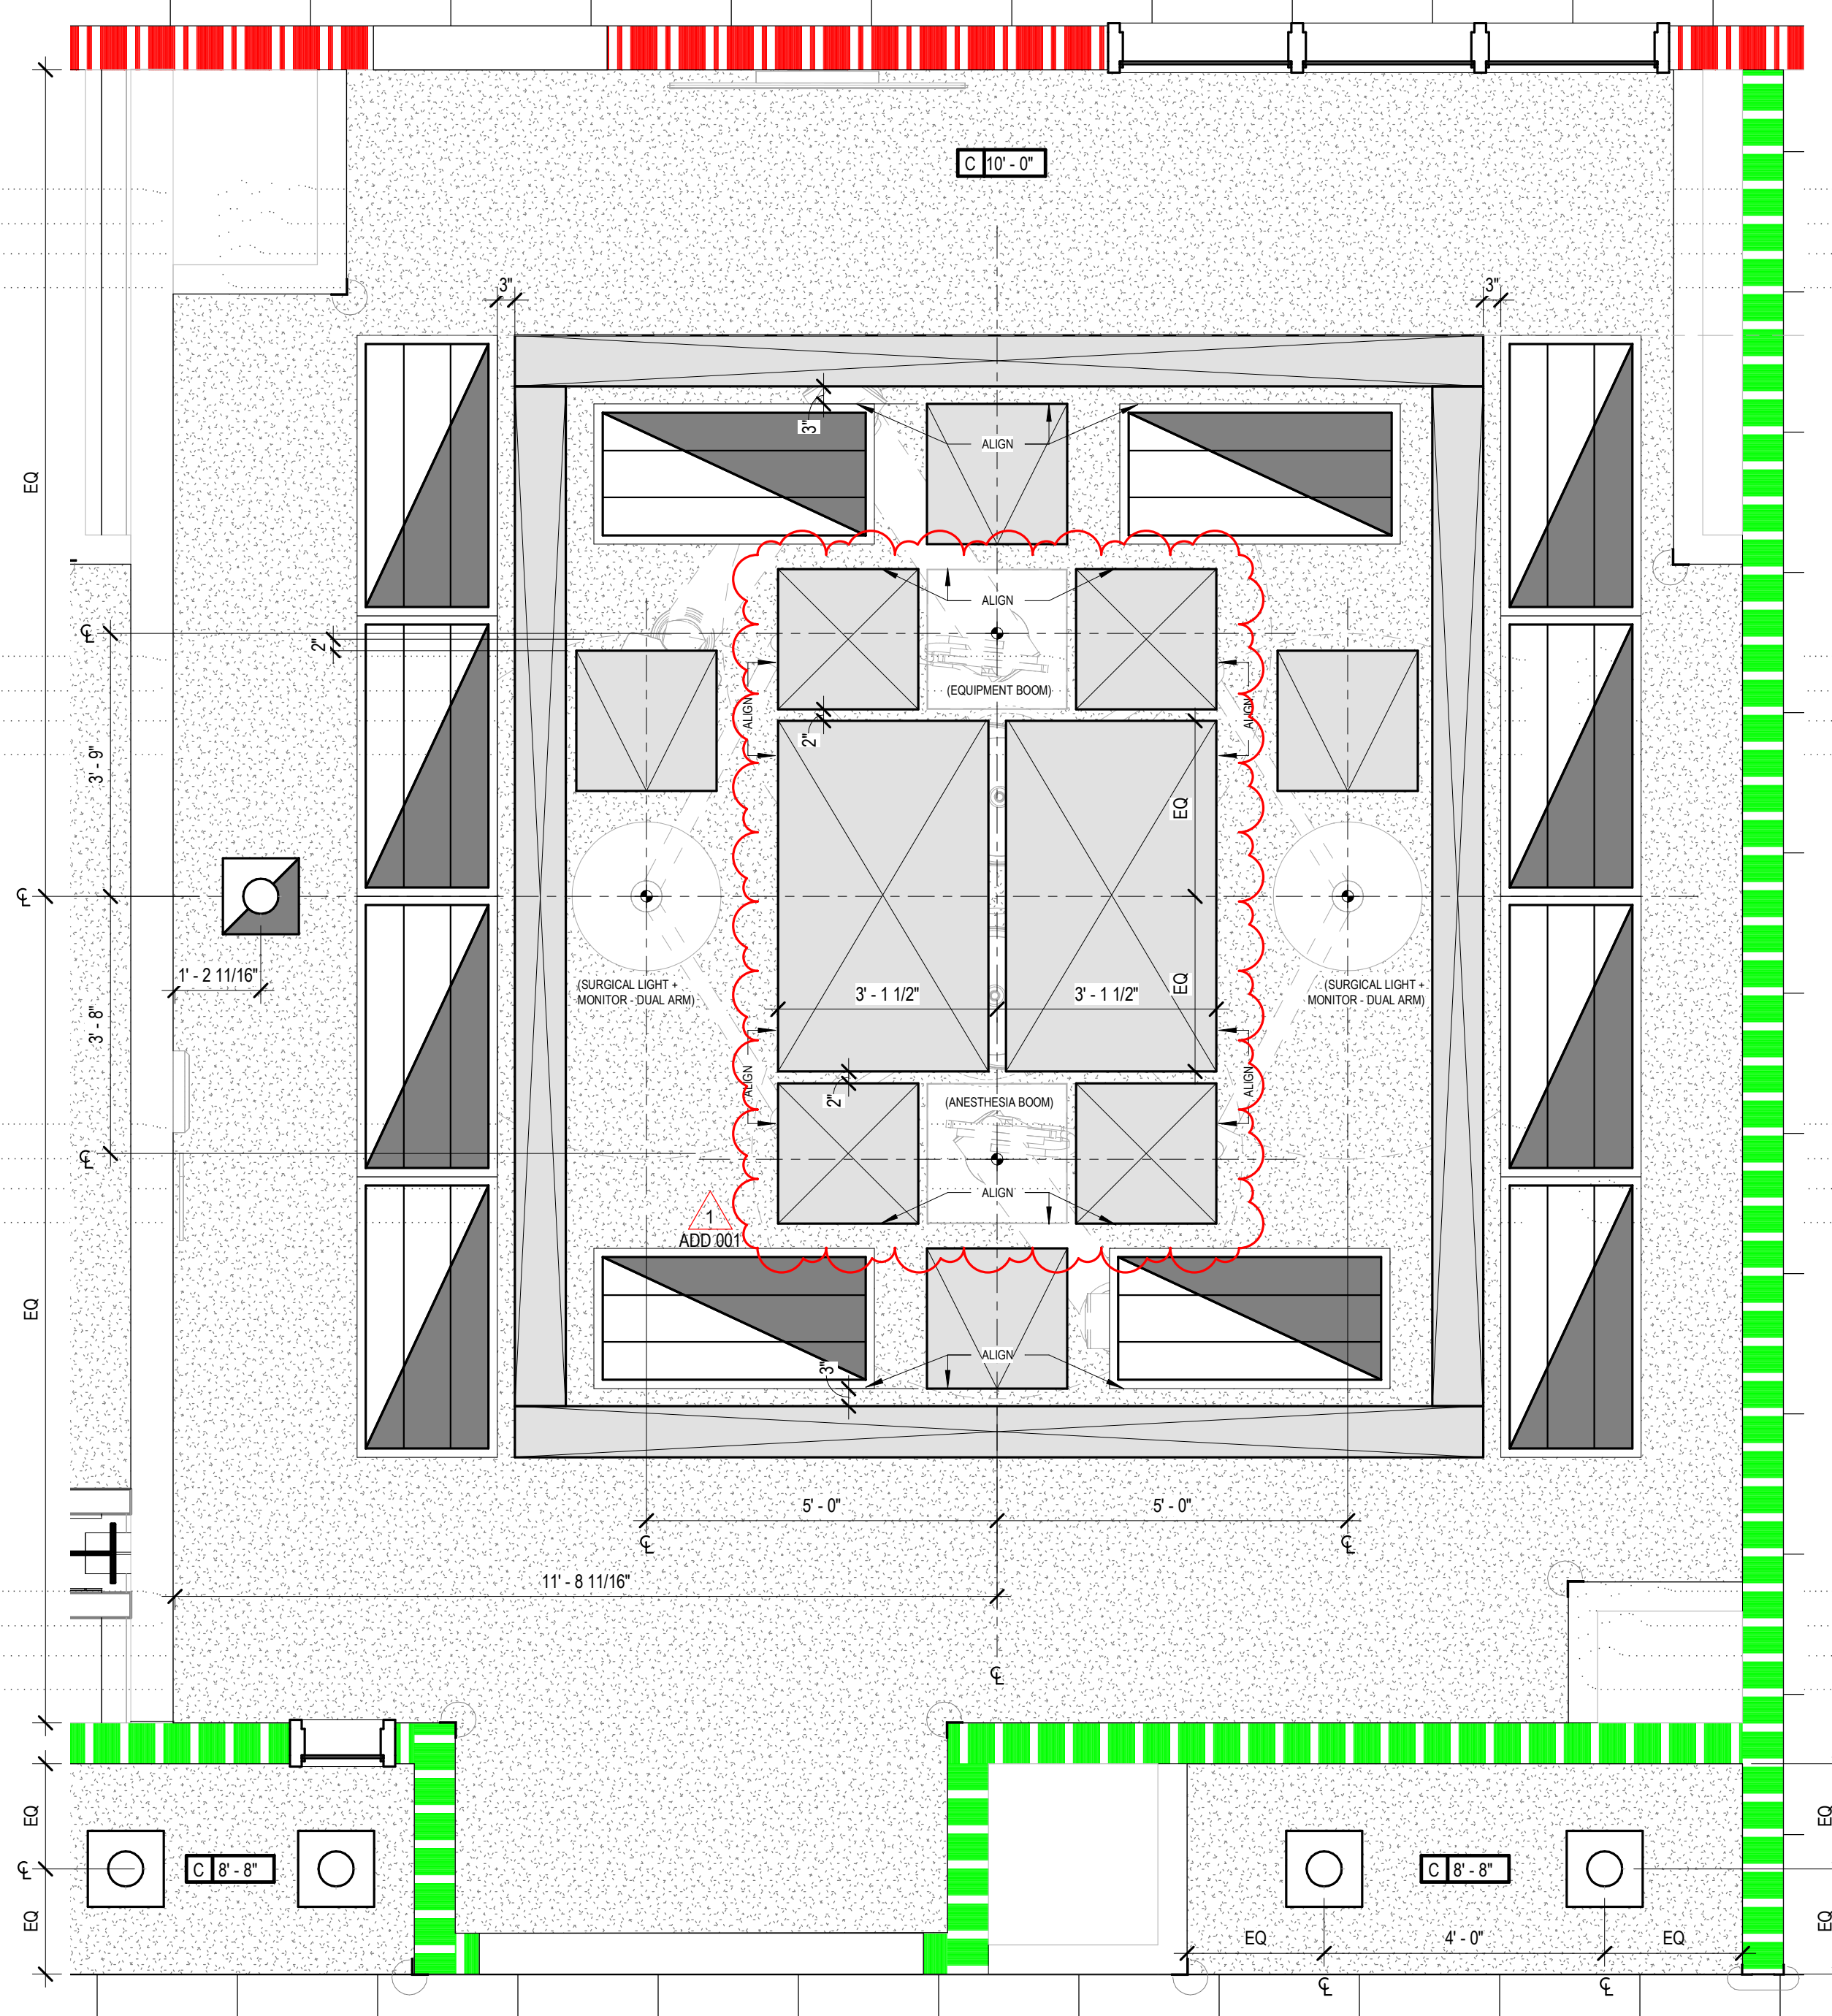 C 10' - 0"
3"
3"
3"
ALIGN
EQ
ALIGN
℄
2"
(EQUIPMENT BOOM)
ALIGN
ALIGN
2"
3' - 9"
EQ
℄
1' - 2 11/16"
(SURGICAL LIGHT +
MONITOR - DUAL ARM)
(SURGICAL LIGHT +
MONITOR - DUAL ARM)
EQ
3' - 1 1/2"
3' - 1 1/2"
3' - 8"
ALIGN
ALIGN
2"
(ANESTHESIA BOOM)
℄
ALIGN
1
ADD 001
EQ
ALIGN
3"
5' - 0"
5' - 0"
℄
℄
11' - 8 11/16"
℄
EQ
EQ
℄
C 8' - 8"
C 8' - 8"
EQ
EQ
EQ
4' - 0"
EQ
℄
℄